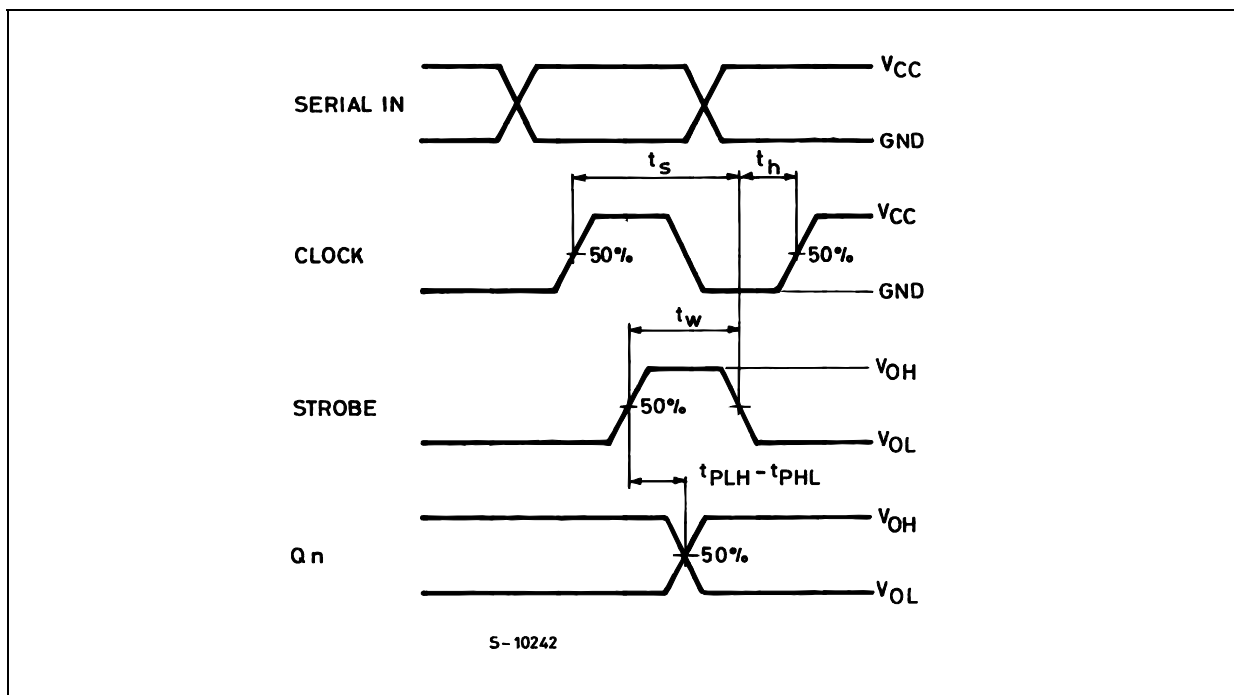 VCC
SERIAL IN
GND
ts
th
VCC
CLOCK
50%
50%
GND
tw
VOH
STROBE
50%
VOL
tPLH - tPHL
VOH
Qn
50%
VOL
S-10242